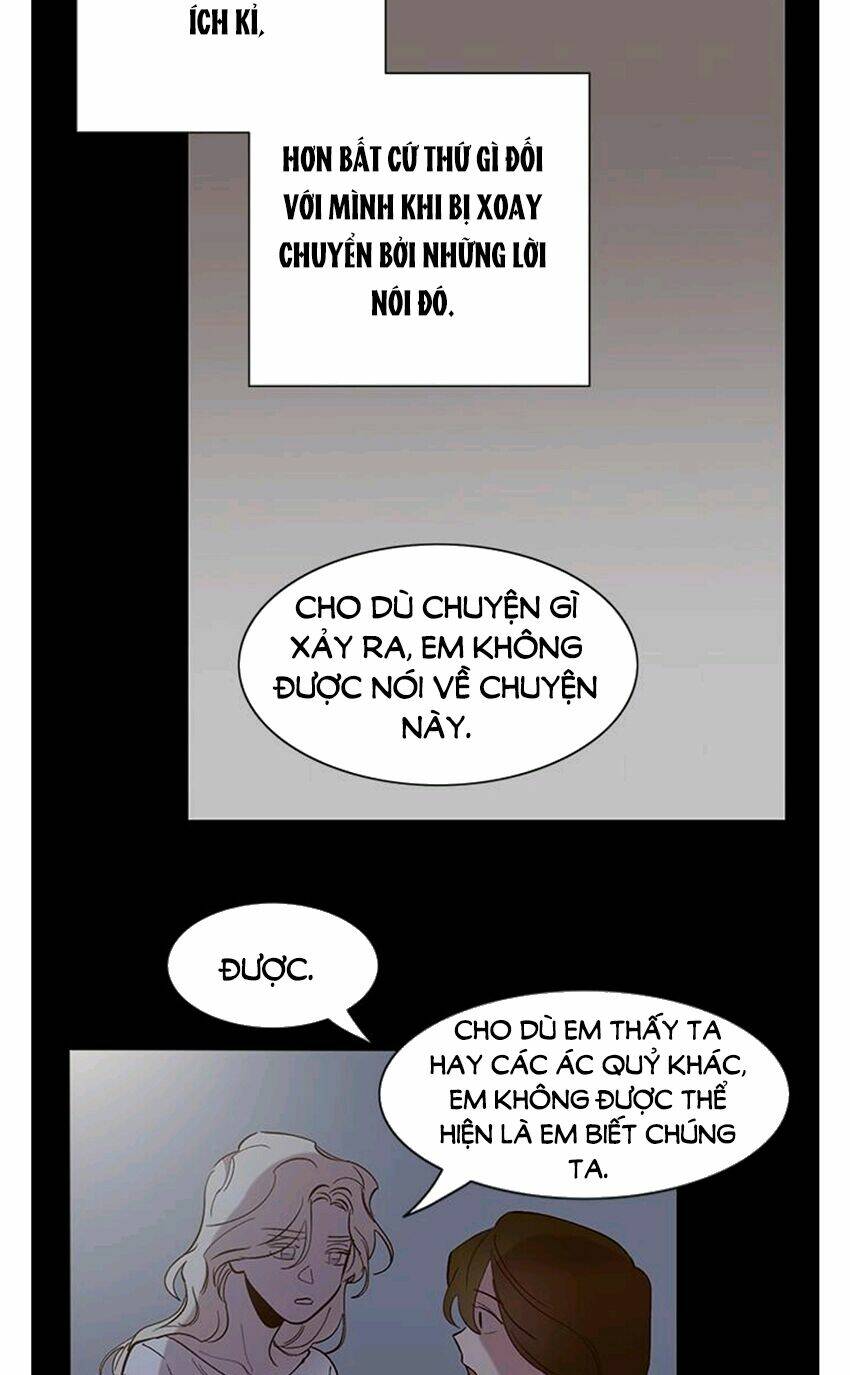 ÍCH KỈ,
HƠN BẤT CỨ THỨ GÌ ĐỐI
VỚI MÌNH KHI BỊ XOAY
CHUYỂN BỞI NHỮNG LỜI
NÓI ĐÓ.
CHO DÙ CHUYỆN GÌ
XẢY RA, EM KHÔNG
ĐƯỢC NÓI VỀ CHUYỆN
NÀY.
ĐƯỢC.
CHO DÙ EM THẤY TA
HAY CÁC ÁC QUỶ KHÁC,
EM KHÔNG ĐƯỢC THỂ
HIỆN LÀ EM BIẾT CHÚNG
TA.